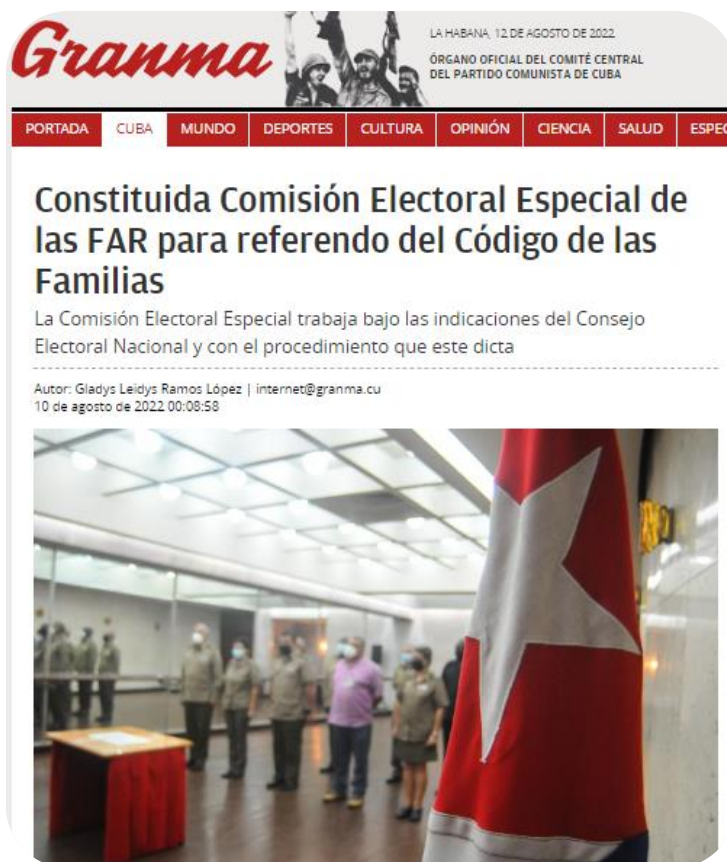 Granma
LA HABANA, 12 DE AGOSTO DE 2022
ÓRGANO OFICIAL DEL COMITÉ CENTRAL
DEL PARTIDO COMUNISTA DE CUBA
PORTADA CUBA MUNDO DEPORTES CULTURA OPINIÓN CIENCIA SALUD ESPEC
Constituida Comisión Electoral Especial de
las FAR para referendo del Código de las
Familias
La Comisión Electoral Especial trabaja bajo las indicaciones del Consejo
Electoral Nacional y con el procedimiento que este dicta
Autor: Gladys Leidys Ramos López | internet@granma.cu
10 de agosto de 2022 00:08:58